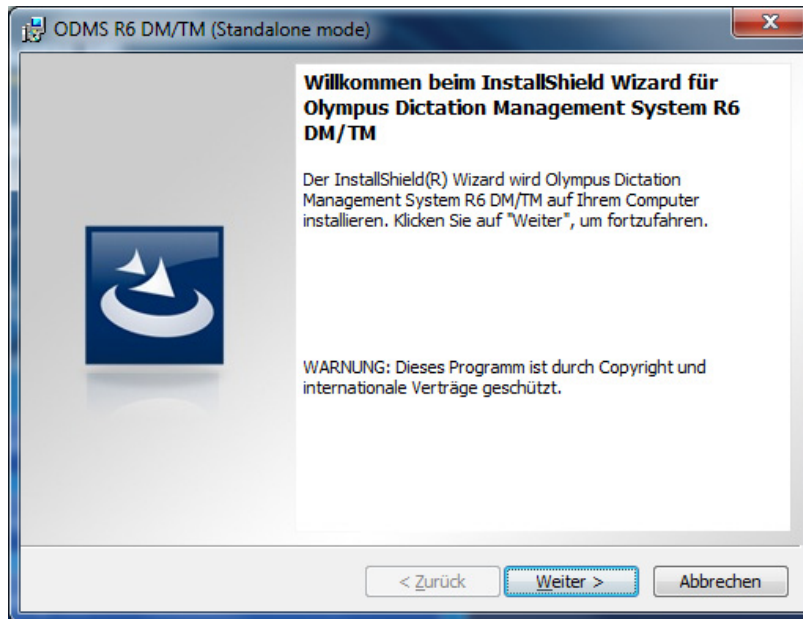 ODMS R6 DM/TM (Standalone mode)
Willkommen beim InstallShield Wizard für
Olympus Dictation Management System R6
DM/TM
Der InstallShield(R) Wizard wird Olympus Dictation
Management System R6 DM/TM auf Ihrem Computer
installieren. Klicken Sie auf "Weiter", um fortzufahren.
WARNUNG: Dieses Programm ist durch Copyright und
internationale Verträge geschützt.
< Zurück Weiter > Abbrechen